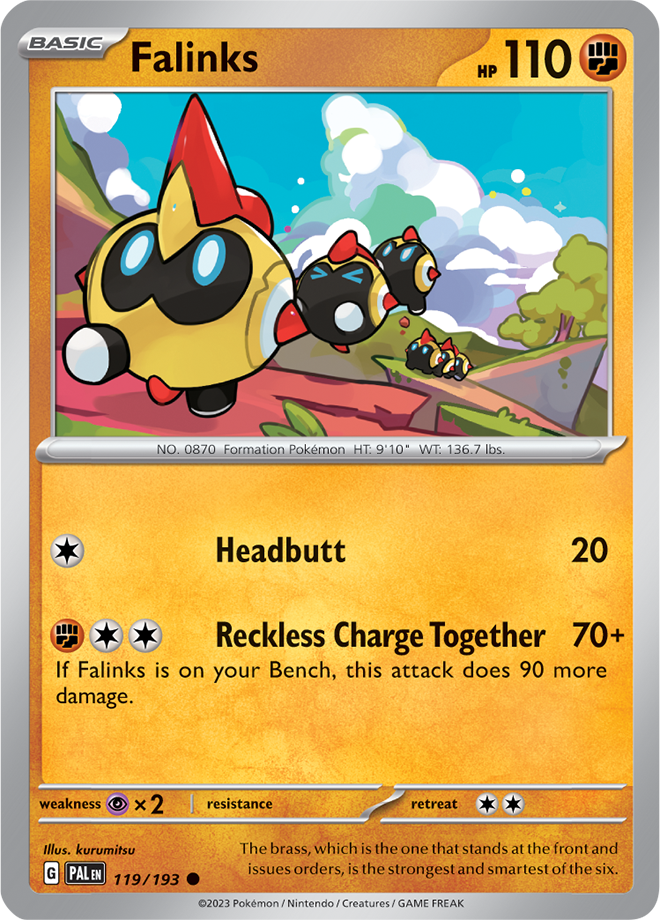 BASIC Falinks HP 110
NO. 0870 Formation Pokémon HT: 9'10" WT: 136.7 lbs.
Headbutt 20
Reckless Charge Together 70+
If Falinks is on your Bench, this attack does 90 more
damage.
weakness ×2 resistance retreat
Illus. kurumitsu
The brass, which is the one that stands at the front and
issues orders, is the strongest and smartest of the six.
G PAL EN 119/193
©2023 Pokémon / Nintendo / Creatures / GAME FREAK